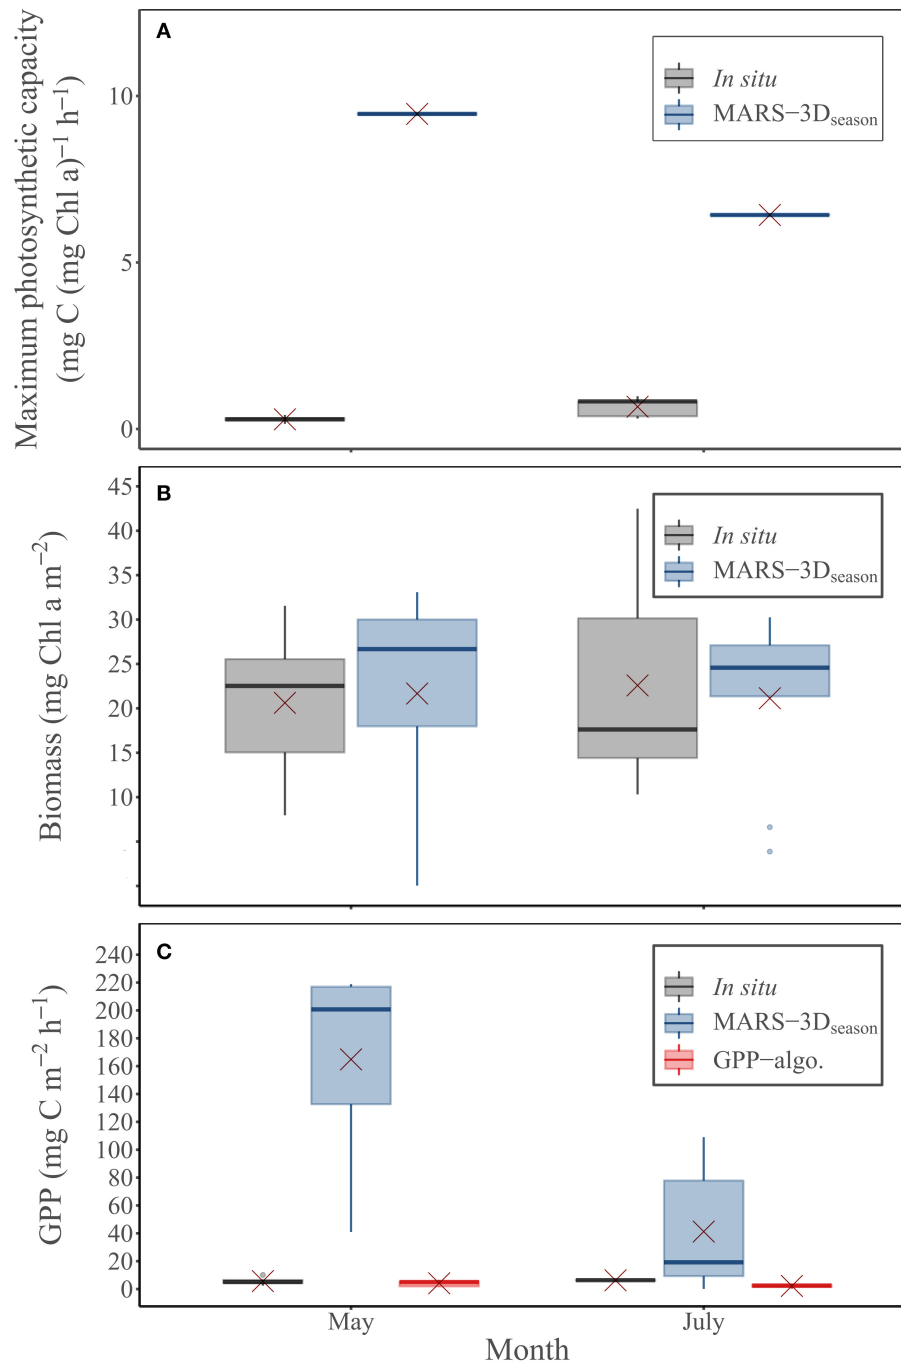 A
Maximum photosynthetic capacity
(mg C (mg Chl a)⁻¹ h⁻¹)
10
5
0
In situ
MARS−3Dseason
B
Biomass (mg Chl a m⁻²)
45
40
35
30
25
20
15
10
In situ
MARS−3Dseason
C
GPP (mg C m⁻² h⁻¹)
240
220
200
180
160
140
120
100
80
60
40
20
0
In situ
MARS−3Dseason
GPP−algo.
May
July
Month